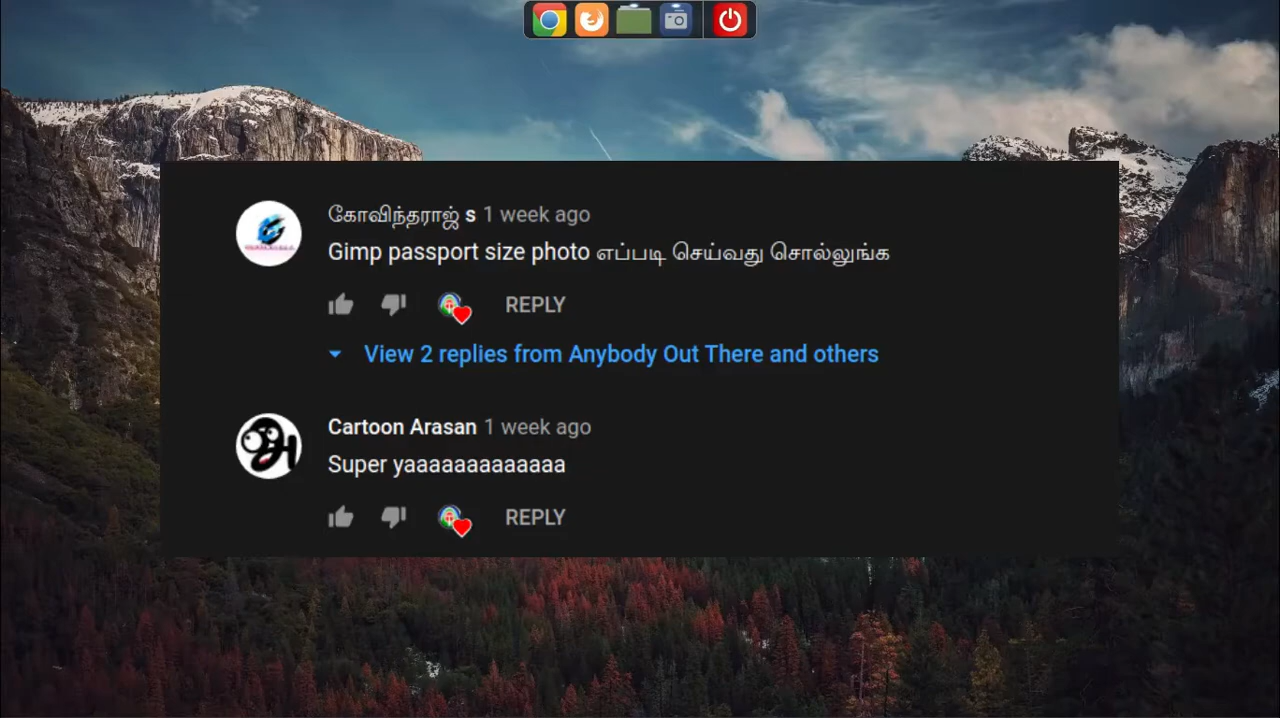 கோவிந்தராஜ் s 1 week ago
Gimp passport size photo எப்படி செய்வது சொல்லுங்க
REPLY
View 2 replies from Anybody Out There and others
Cartoon Arasan 1 week ago
Super yaaaaaaaaaaaaa
REPLY